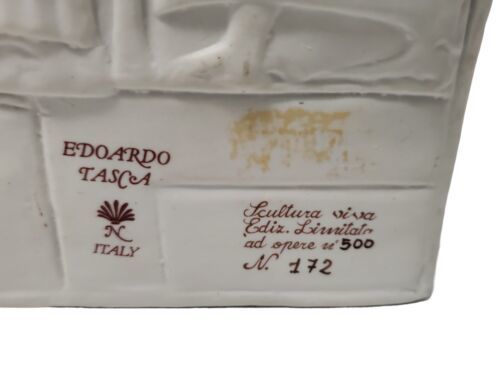 EDOARDO
TASCA
N
ITALY
Scultura viva
Ediz. Limitata
ad opere n° 500
N. 172